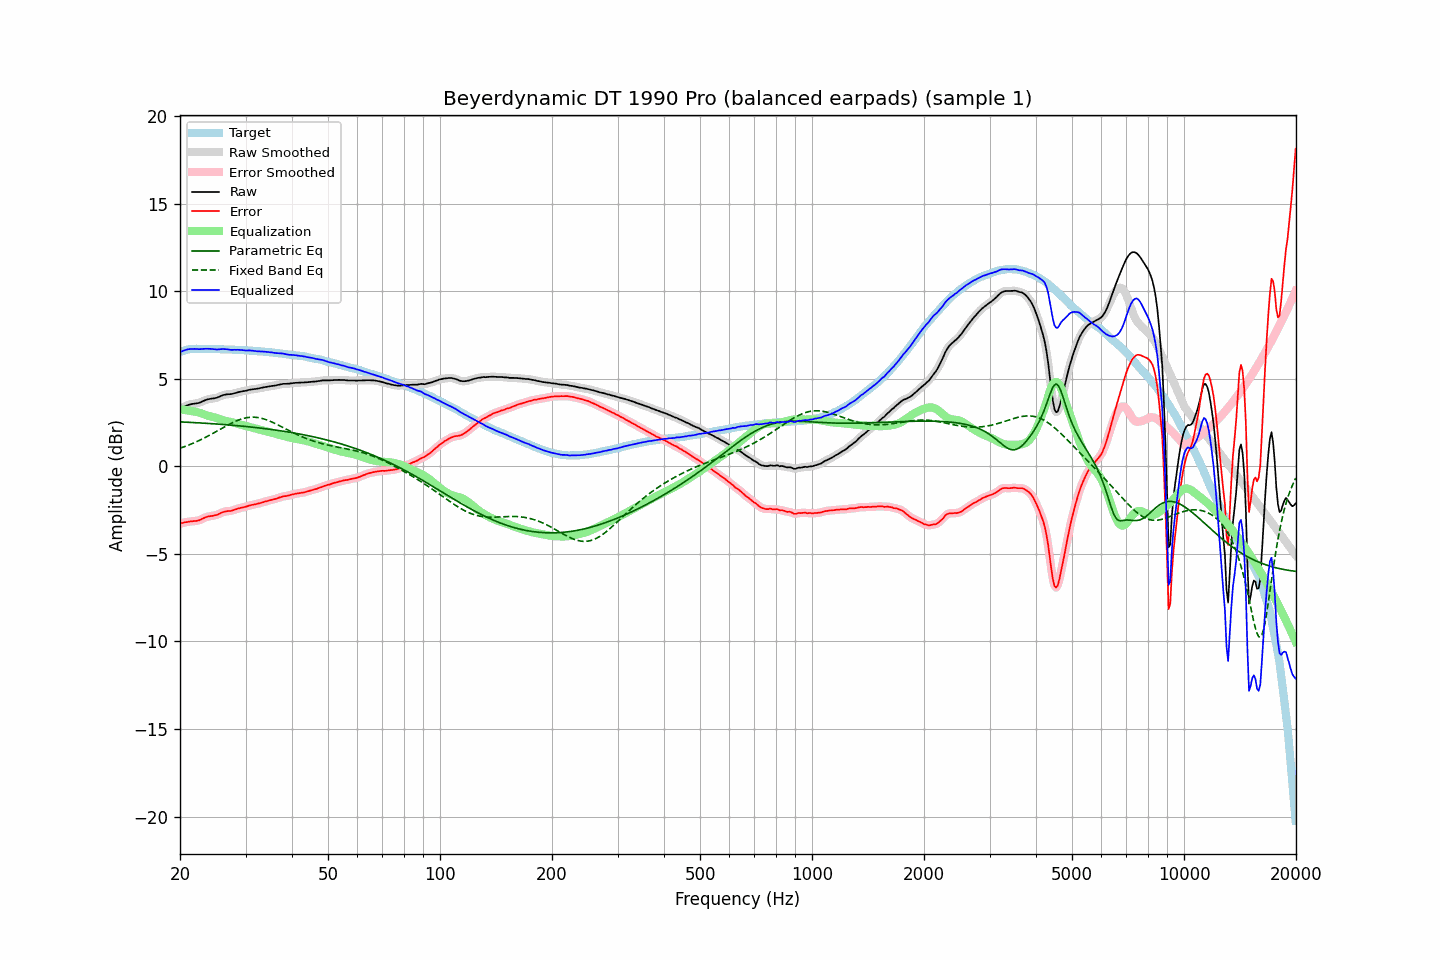 Beyerdynamic DT 1990 Pro (balanced earpads) (sample 1)
Target
Raw Smoothed
Error Smoothed
Raw
Error
Equalization
Parametric Eq
Fixed Band Eq
Equalized
Amplitude (dBr)
20
15
10
5
0
−5
−10
−15
−20
20 50 100 200 500 1000 2000 5000 10000 20000
Frequency (Hz)